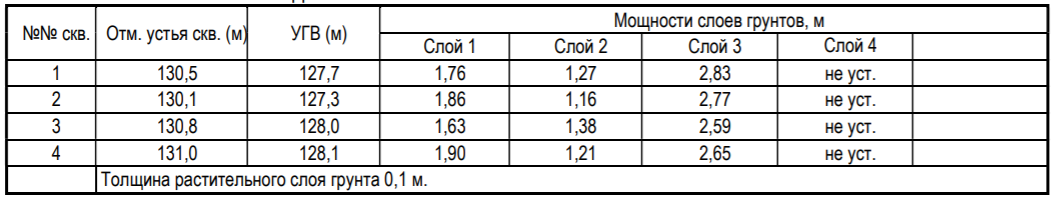 №№ скв. Отм. устья скв. (м) УГВ (м) Мощности слоев грунтов, м
Слой 1 Слой 2 Слой 3 Слой 4
1 130,5 127,7 1,76 1,27 2,83 не уст.
2 130,1 127,3 1,86 1,16 2,77 не уст.
3 130,8 128,0 1,63 1,38 2,59 не уст.
4 131,0 128,1 1,90 1,21 2,65 не уст.
Толщина растительного слоя грунта 0,1 м.